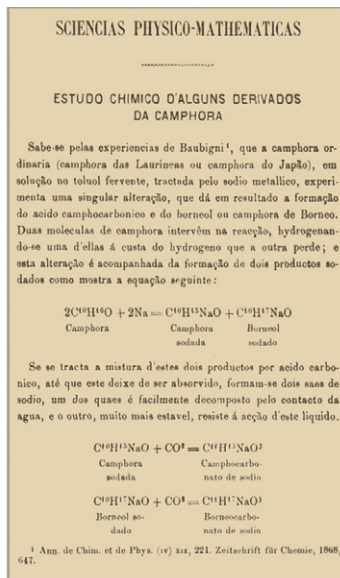 SCIENCIAS PHYSICO-MATHEMATICAS
ESTUDO CHIMICO D'ALGUNS DERIVADOS
DA CAMPHORA
Sabe-se pelas experiencias de Baubigni¹, que a camphora or-
dinaria (camphora das Laurineas ou camphora do Japão), em
solução no toluol fervente, tractada pelo sodio metallico, experi-
menta uma singular alteração, que dá em resultado a formação
do acido camphocarbonico e do borneol ou camphora de Borneo.
Duas moleculas de camphora intervêm na reacção, hydrogenan-
do-se uma d'ellas á custa do hydrogeno que a outra perde; e
esta alteração é acompanhada da formação de dois productos so-
dados como mostra a equação seguinte:
2C¹⁰H¹⁶O + 2Na = C¹⁰H¹⁵NaO + C¹⁰H¹⁷NaO
Camphora Camphora Borneol
sodada sodado
Se se tracta a mistura d'estes dois productos por acido carbo-
nico, até que este deixe de ser absorvido, formam-se dois saes de
sodio, um dos quaes é facilmente decomposto pelo contacto da
agua, e o outro, muito mais estavel, resiste á acção d'este liquido.
C¹⁰H¹⁵NaO + CO² = C¹¹H¹⁵NaO³
Camphora Camphocarbo-
sodada nato de sodio
C¹⁰H¹⁷NaO + CO² = C¹¹H¹⁷NaO³
Borneol so- Borneocarbo-
dado nato de sodio
¹ Ann. de Chim. et de Phys. (IV) XIX, 221. Zeitschrift für Chemie, 1868,
647.